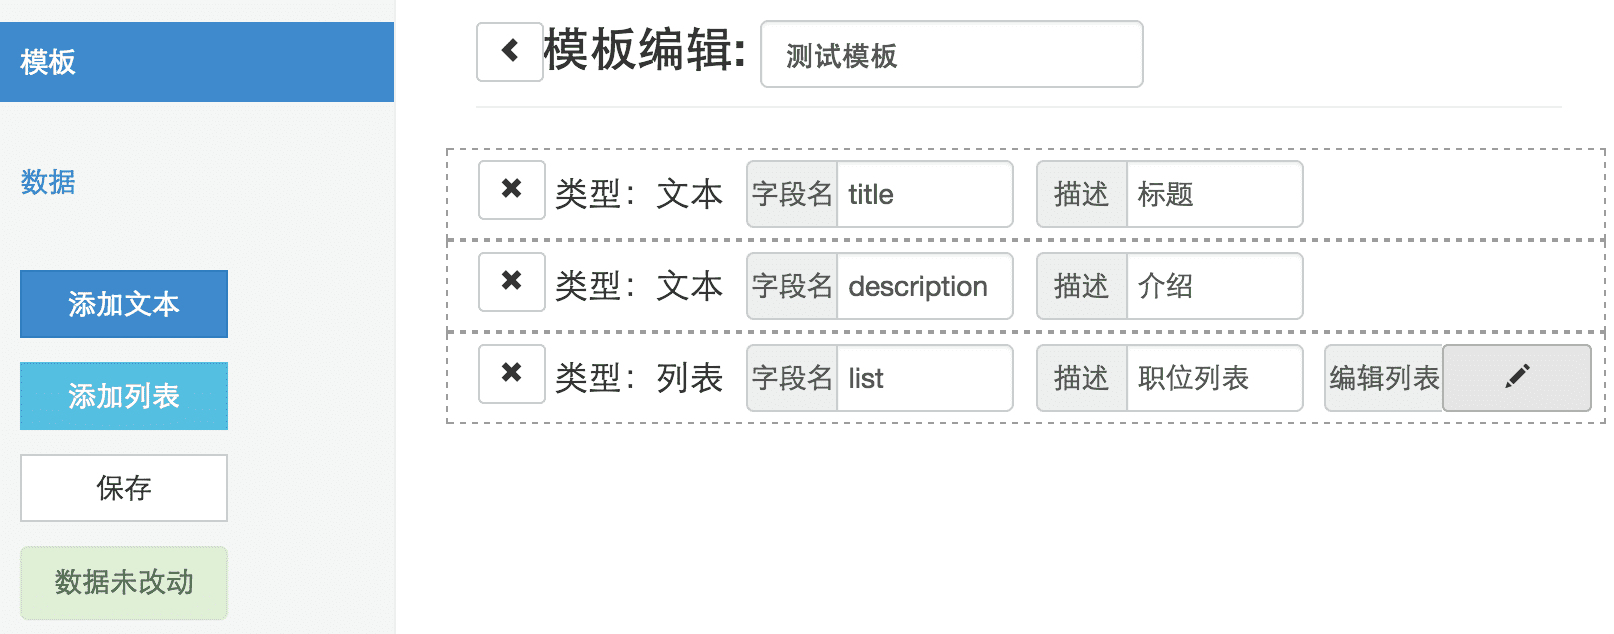 模板
数据
添加文本
添加列表
保存
数据未改动
模板编辑: 测试模板
类型：文本 字段名 title 描述 标题
类型：文本 字段名 description 描述 介绍
类型：列表 字段名 list 描述 职位列表 编辑列表